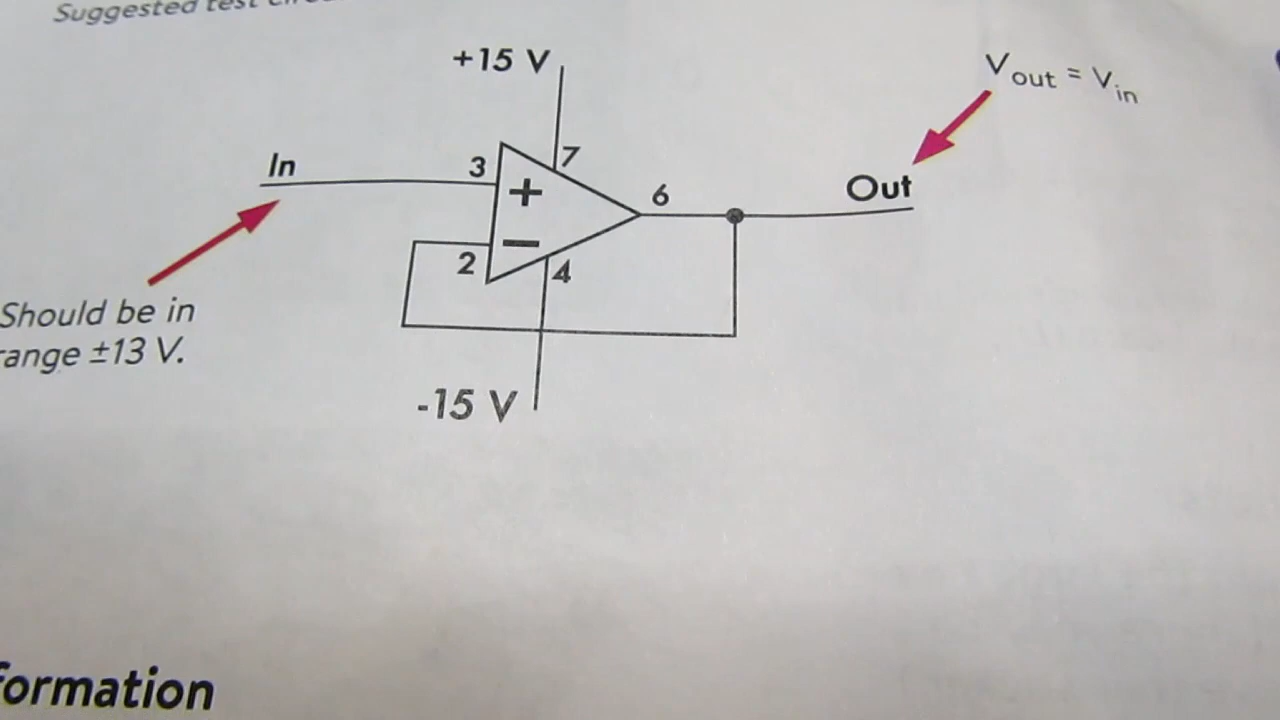 Suggested test
+15 V
Vout = Vin
In
3
7
+
6
Out
2
−
4
Should be in
range ±13 V.
-15 V
formation